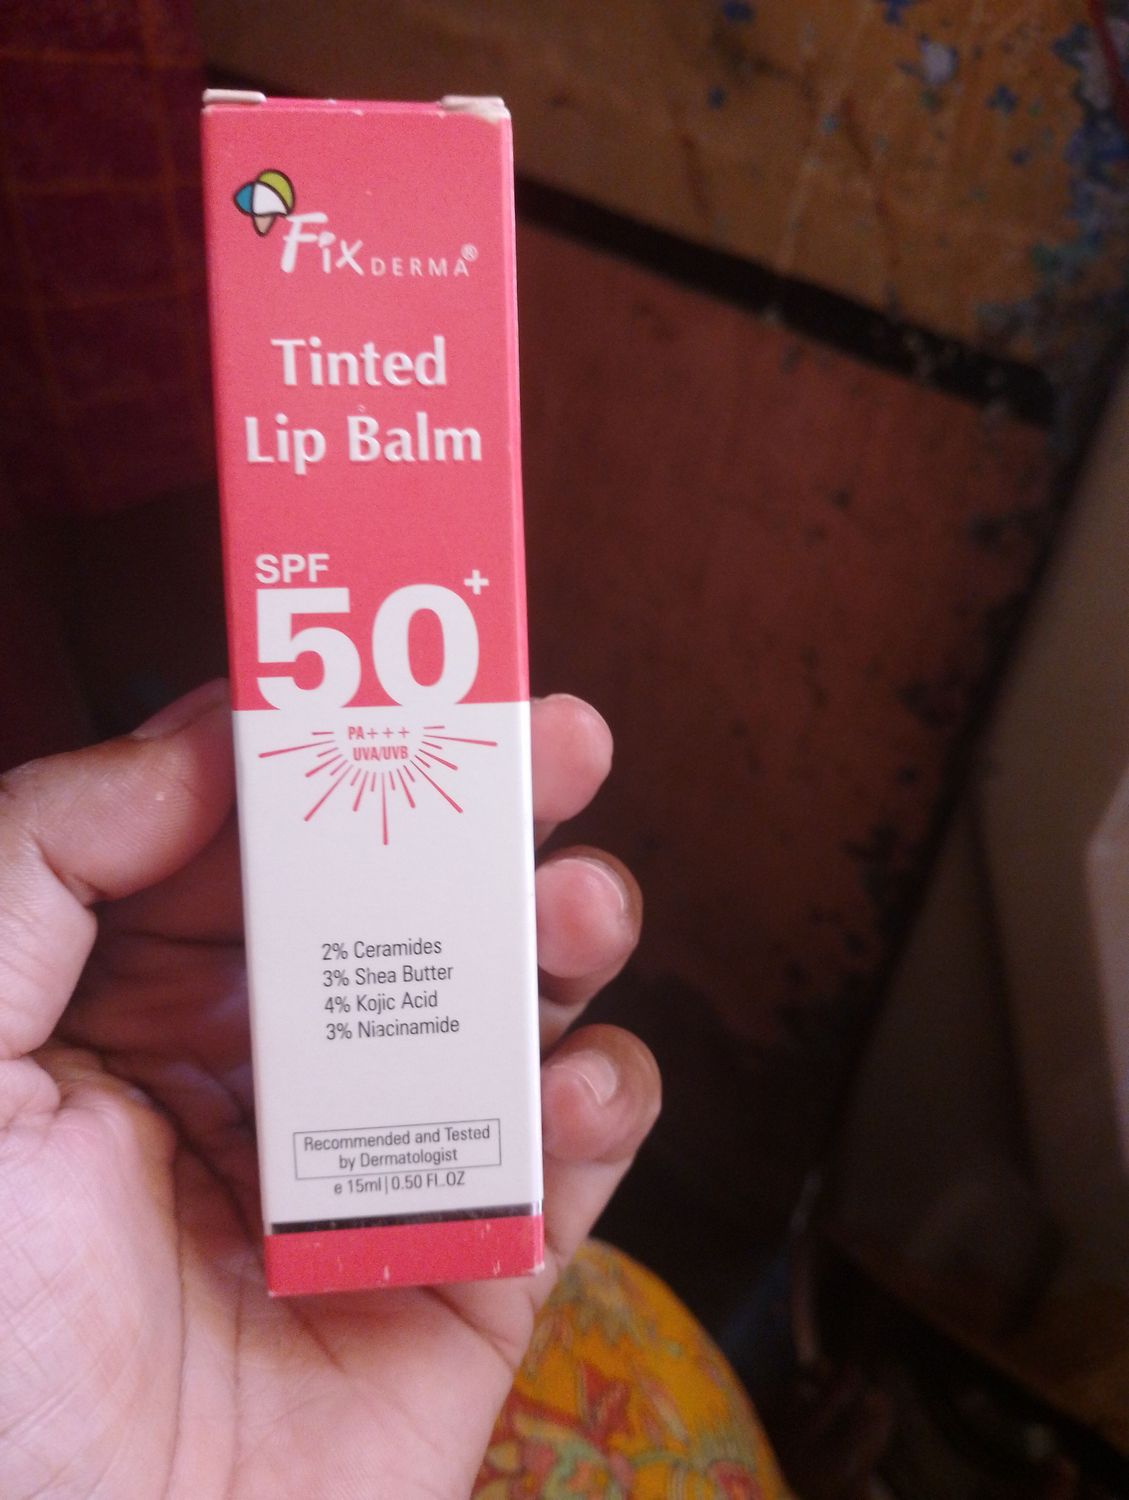 Fix DERMA®
Tinted
Lip Balm
SPF
50+
PA+++
UVA/UVB
2% Ceramides
3% Shea Butter
4% Kojic Acid
3% Niacinamide
Recommended and Tested
by Dermatologist
e 15ml|0.50 FL.OZ